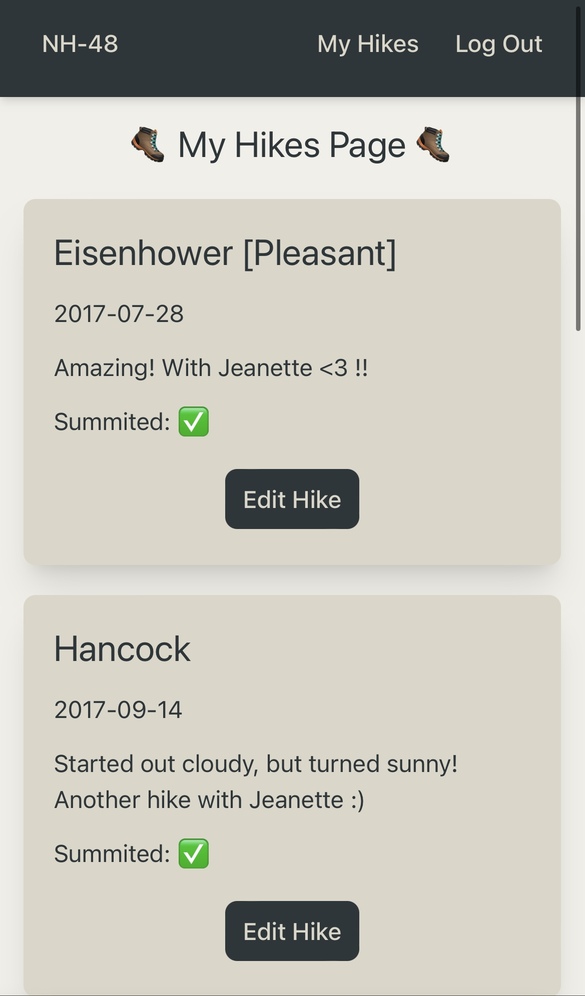 NH-48 My Hikes Log Out
🥾 My Hikes Page 🥾
Eisenhower [Pleasant]
2017-07-28
Amazing! With Jeanette <3 !!
Summited: ✅
Edit Hike
Hancock
2017-09-14
Started out cloudy, but turned sunny!
Another hike with Jeanette :)
Summited: ✅
Edit Hike